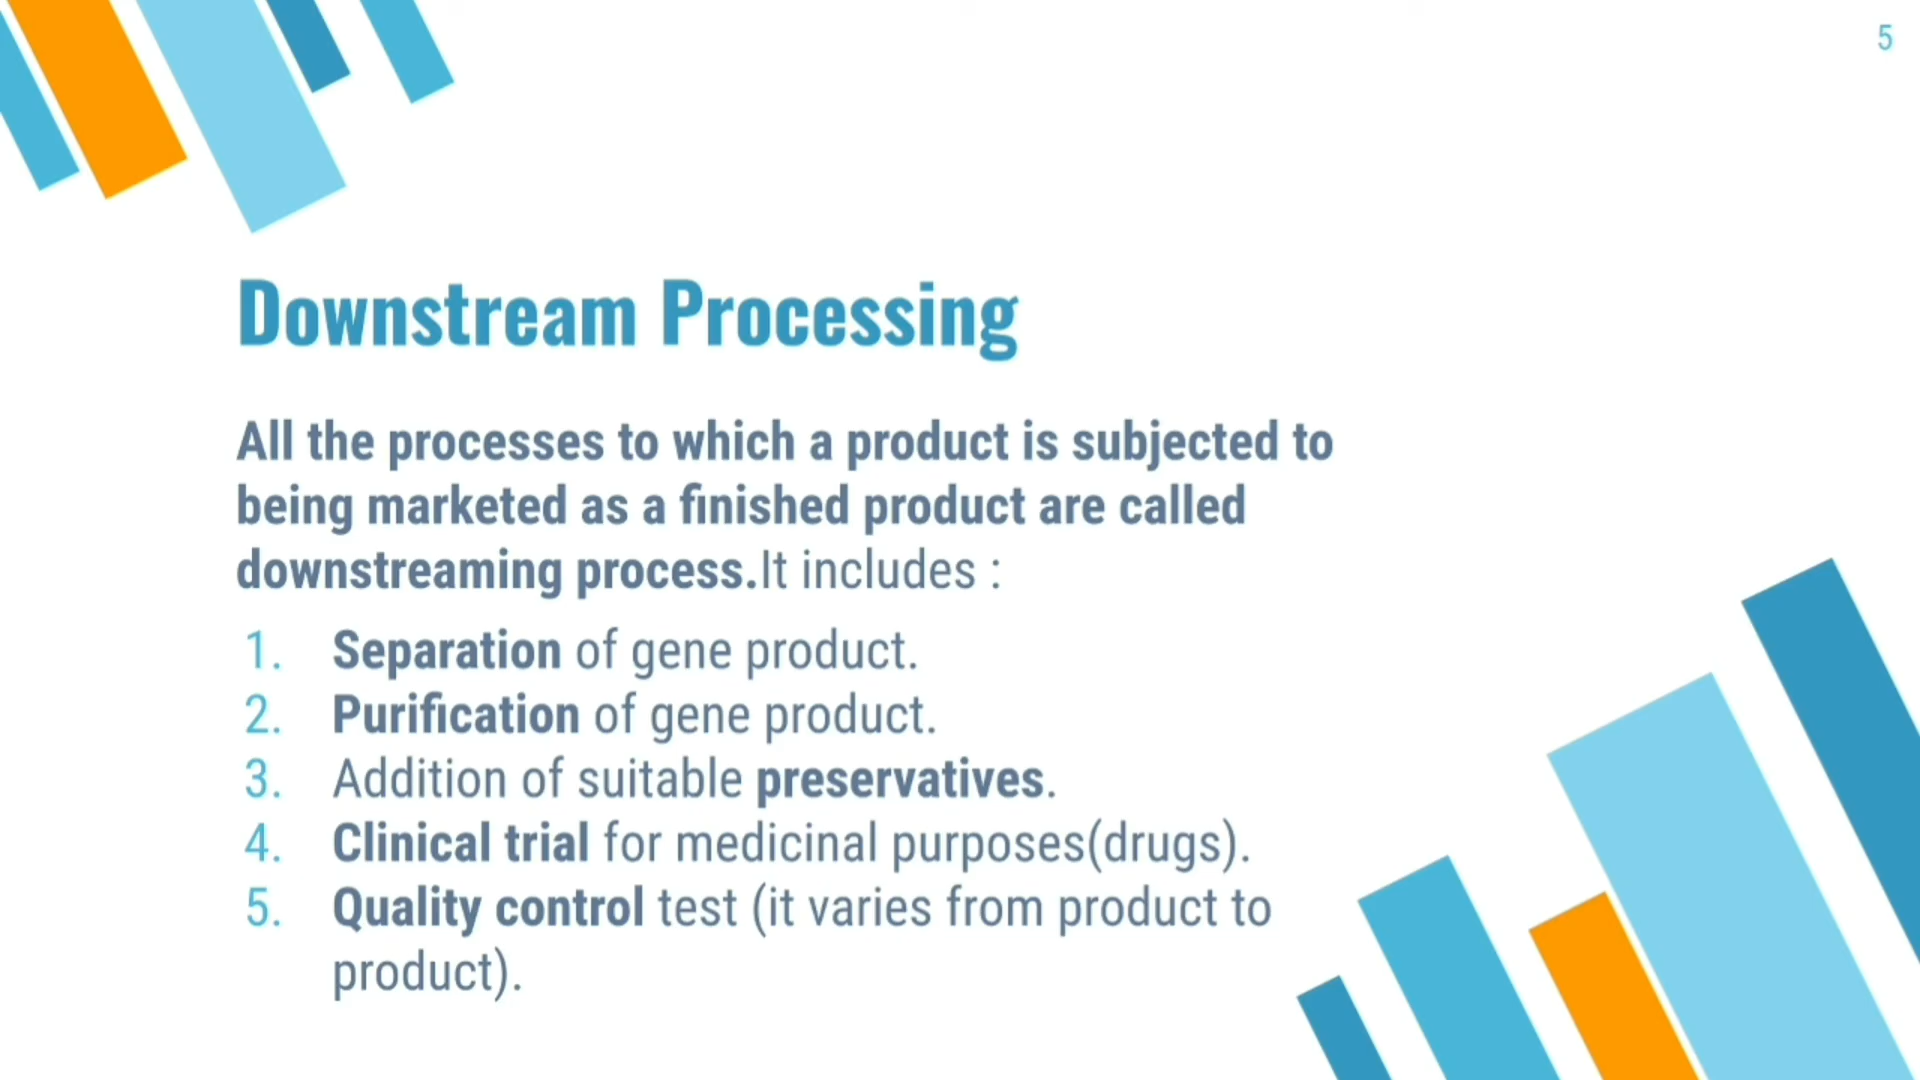 5
Downstream Processing
All the processes to which a product is subjected to
being marketed as a finished product are called
downstreaming process.It includes :
1. Separation of gene product.
2. Purification of gene product.
3. Addition of suitable preservatives.
4. Clinical trial for medicinal purposes(drugs).
5. Quality control test (it varies from product to
product).